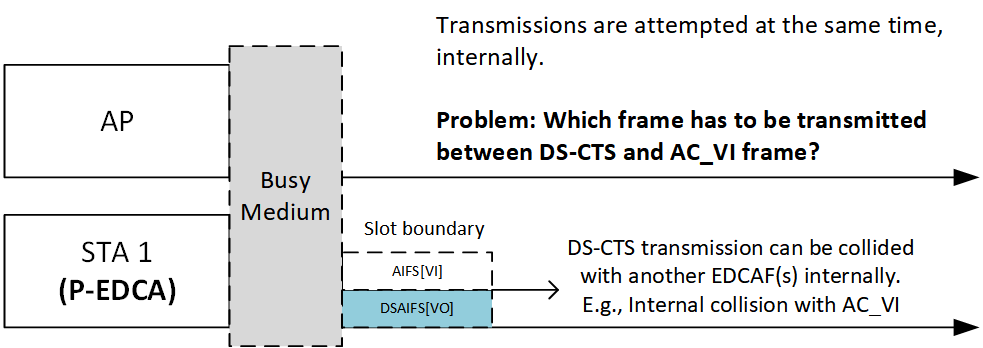 Transmissions are attempted at the same time,
internally.
AP
Problem: Which frame has to be transmitted
between DS-CTS and AC_VI frame?
Busy
Medium
STA 1
(P-EDCA)
Slot boundary
AIFS[VI]
DSAIFS[VO]
DS-CTS transmission can be collided
with another EDCAF(s) internally.
E.g., Internal collision with AC_VI